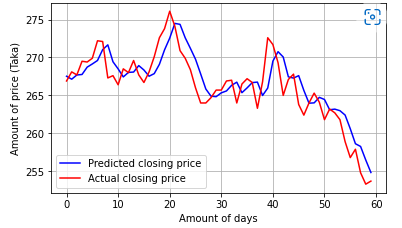 275
270
265
260
255
Amount of price (Taka)
Predicted closing price
Actual closing price
0 10 20 30 40 50 60
Amount of days